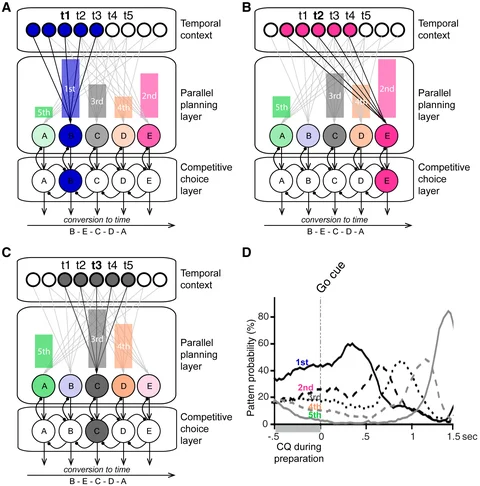 A
t1 t2 t3 t4 t5
Temporal
context
1st
5th
3rd
4th
2nd
Parallel
planning
layer
A B C D E
Competitive
choice
layer
A B C D E
conversion to time
B - E - C - D - A
B
t1 t2 t3 t4 t5
Temporal
context
5th
3rd
4th
2nd
Parallel
planning
layer
A B C D E
Competitive
choice
layer
A B C D E
conversion to time
B - E - C - D - A
C
t1 t2 t3 t4 t5
Temporal
context
5th
3rd
4th
Parallel
planning
layer
A B C D E
Competitive
choice
layer
A B C D E
conversion to time
B - E - C - D - A
D
Go cue
Pattern probability (%)
80
60
40
20
0
1st
2nd
3rd
4th
5th
-.5 0 .5 1 1.5 sec
CQ during
preparation